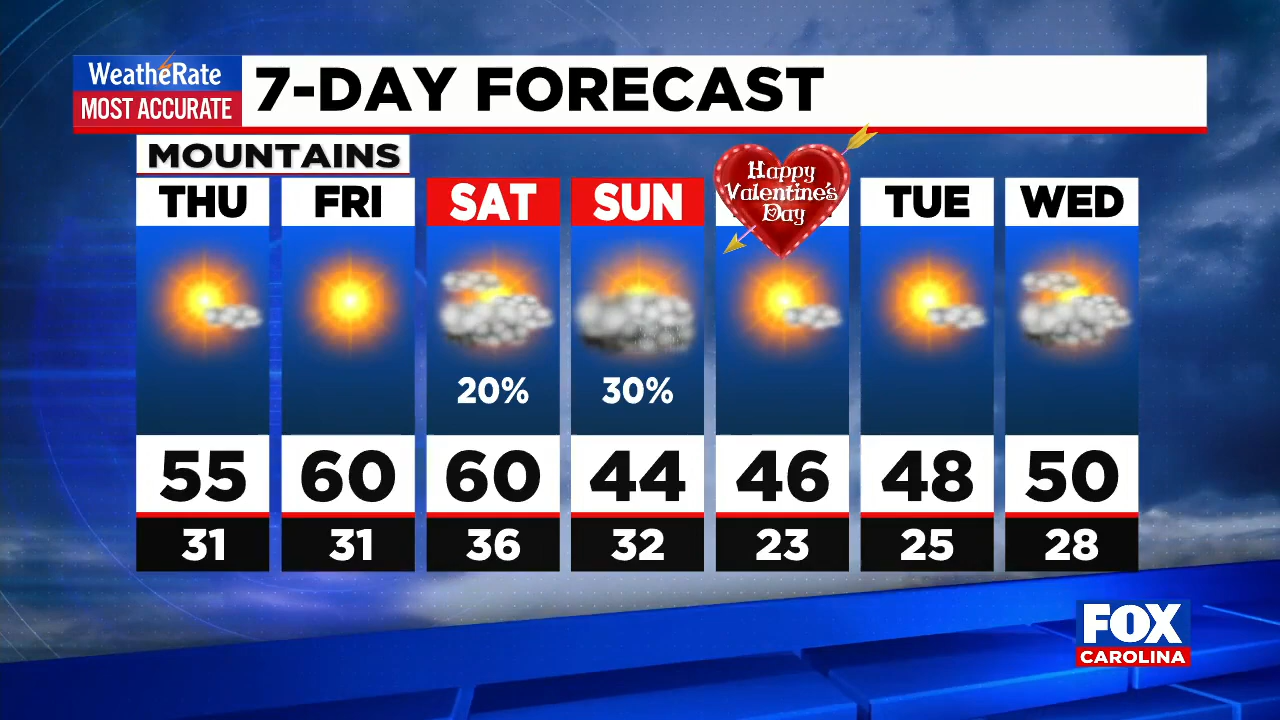 WeatheRate
MOST ACCURATE
7-DAY FORECAST
MOUNTAINS
THU FRI SAT SUN TUE WED
Happy
Valentine's
Day
20% 30%
55 60 60 44 46 48 50
31 31 36 32 23 25 28
FOX
CAROLINA